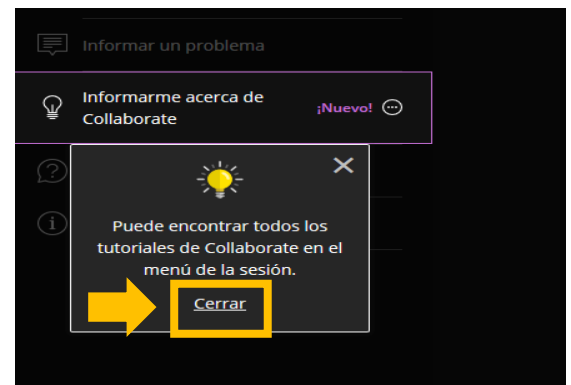 Informar un problema
Informarme acerca de
Collaborate
¡Nuevo!
Puede encontrar todos los
tutoriales de Collaborate en el
menú de la sesión.
Cerrar